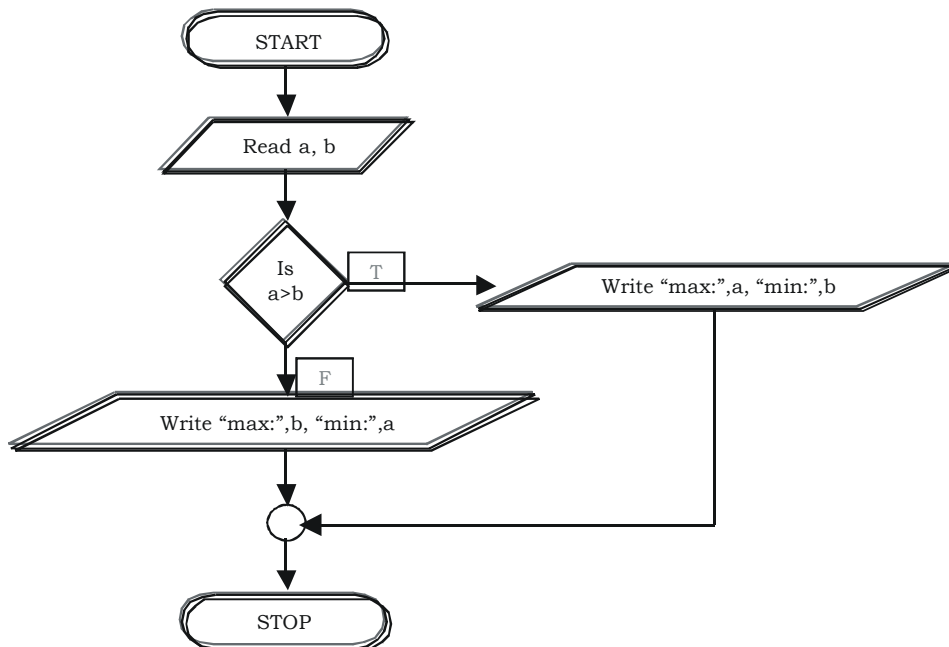 START
Read a, b
Is
a>b
T
Write “max:”,a, “min:”,b
F
Write “max:”,b, “min:”,a
STOP